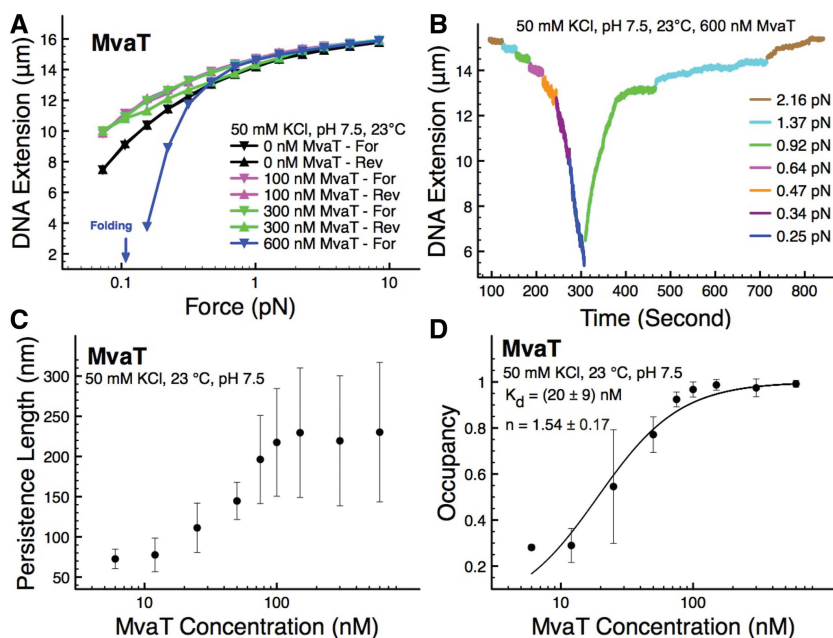 A
MvaT
DNA Extension (μm)
16
14
12
10
8
6
4
2
50 mM KCl, pH 7.5, 23°C
0 nM MvaT - For
0 nM MvaT - Rev
100 nM MvaT - For
100 nM MvaT - Rev
300 nM MvaT - For
300 nM MvaT - Rev
600 nM MvaT - For
Folding
0.1 1 10
Force (pN)
B
50 mM KCl, pH 7.5, 23°C, 600 nM MvaT
DNA Extension (μm)
14
12
10
8
6
2.16 pN
1.37 pN
0.92 pN
0.64 pN
0.47 pN
0.34 pN
0.25 pN
100 200 300 400 500 600 700 800
Time (Second)
C
MvaT
50 mM KCl, 23 °C, pH 7.5
Persistence Length (nm)
300
250
200
150
100
50
10 100
MvaT Concentration (nM)
D
MvaT
50 mM KCl, 23 °C, pH 7.5
Kd = (20 ± 9) nM
n = 1.54 ± 0.17
Occupancy
1
0.8
0.6
0.4
0.2
10 100
MvaT Concentration (nM)